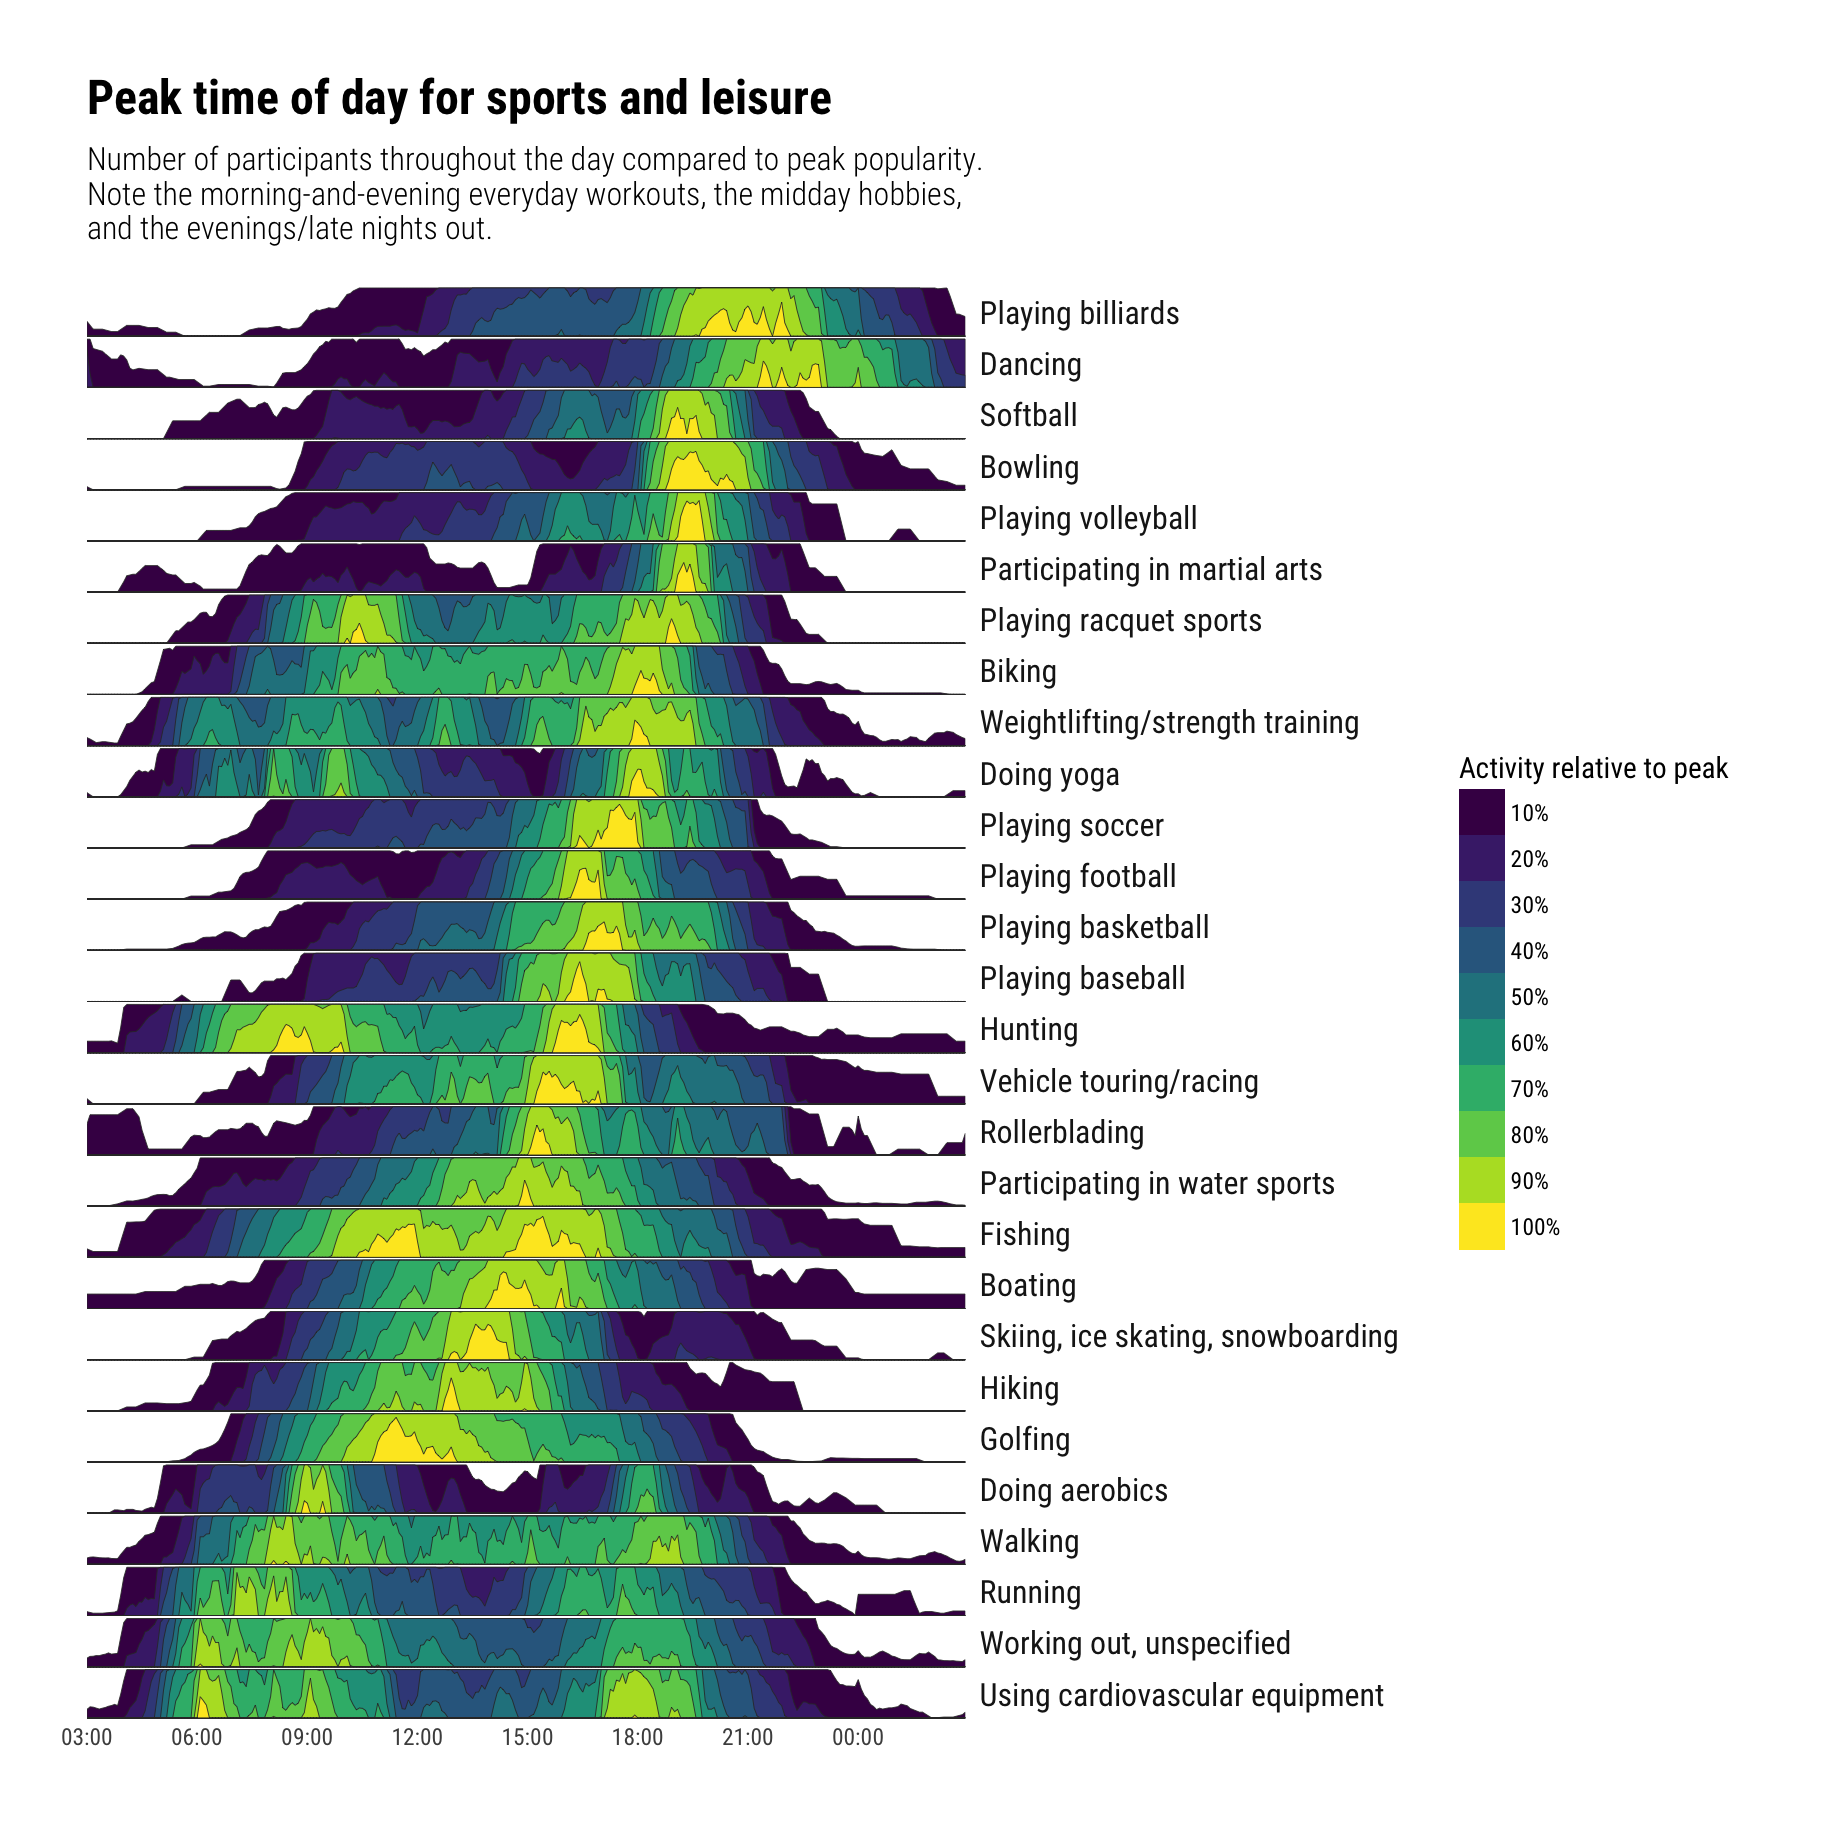 Peak time of day for sports and leisure
Number of participants throughout the day compared to peak popularity.
Note the morning-and-evening everyday workouts, the midday hobbies,
and the evenings/late nights out.
Playing billiards
Dancing
Softball
Bowling
Playing volleyball
Participating in martial arts
Playing racquet sports
Biking
Weightlifting/strength training
Doing yoga
Playing soccer
Playing football
Playing basketball
Playing baseball
Hunting
Vehicle touring/racing
Rollerblading
Participating in water sports
Fishing
Boating
Skiing, ice skating, snowboarding
Hiking
Golfing
Doing aerobics
Walking
Running
Working out, unspecified
Using cardiovascular equipment
03:00 06:00 09:00 12:00 15:00 18:00 21:00 00:00
Activity relative to peak
10%
20%
30%
40%
50%
60%
70%
80%
90%
100%